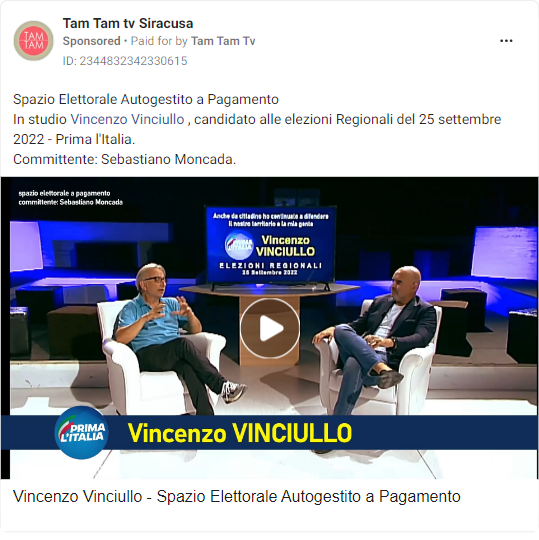 Tam Tam tv Siracusa
Sponsored • Paid for by Tam Tam Tv
ID: 2344832342330615
TAM
TAM
Spazio Elettorale Autogestito a Pagamento
In studio Vincenzo Vinciullo , candidato alle elezioni Regionali del 25 settembre
2022 - Prima l'Italia.
Committente: Sebastiano Moncada.
spazio elettorale a pagamento
committente: Sebastiano Moncada
Anche da cittadino ho continuato a difendere
il nostro territorio e la mia gente
PRIMA
L'ITALIA
Vincenzo
VINCIULLO
ELEZIONI REGIONALI
25 Settembre 2022
PRIMA
L'ITALIA
Vincenzo VINCIULLO
Vincenzo Vinciullo - Spazio Elettorale Autogestito a Pagamento